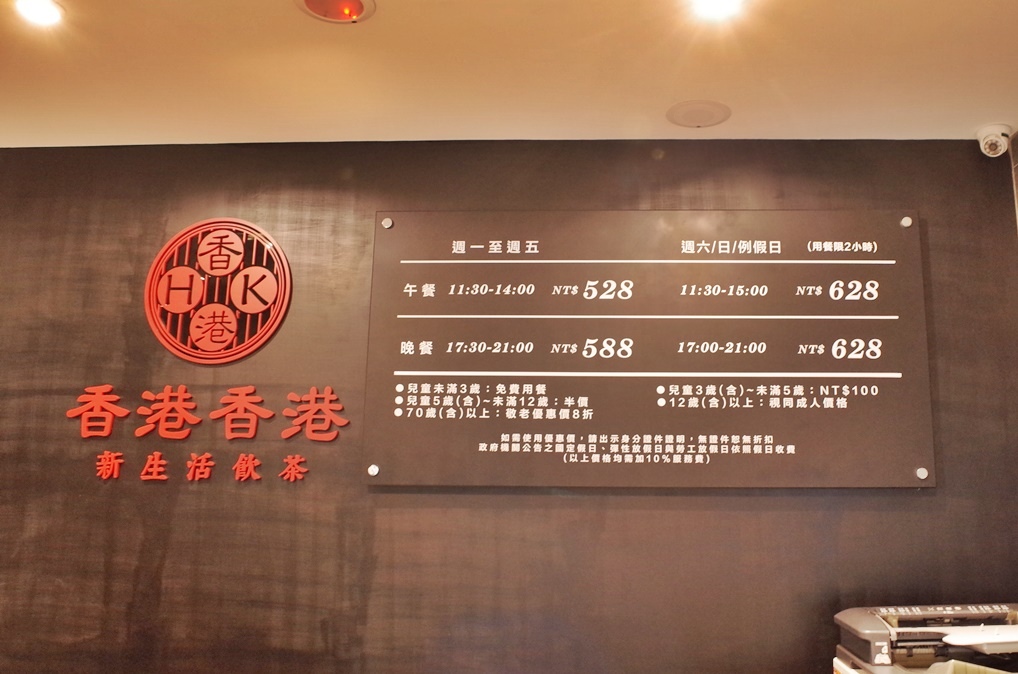 香
H K
港
香港香港
新生活飲茶
週一至週五 週六/日/例假日 (用餐限2小時)
午餐 11:30-14:00 NT$ 528 11:30-15:00 NT$ 628
晚餐 17:30-21:00 NT$ 588 17:00-21:00 NT$ 628
●兒童未滿3歲：免費用餐 ●兒童3歲(含)~未滿5歲：NT$100
●兒童5歲(含)~未滿12歲：半價 ●12歲(含)以上：視同成人價格
●70歲(含)以上：敬老優惠價8折
如需使用優惠價，請出示身分證件證明，無證件恕無折扣
政府機關公告之固定假日、彈性放假日與勞工放假日依照假日收費
(以上價格均需加10%服務費)